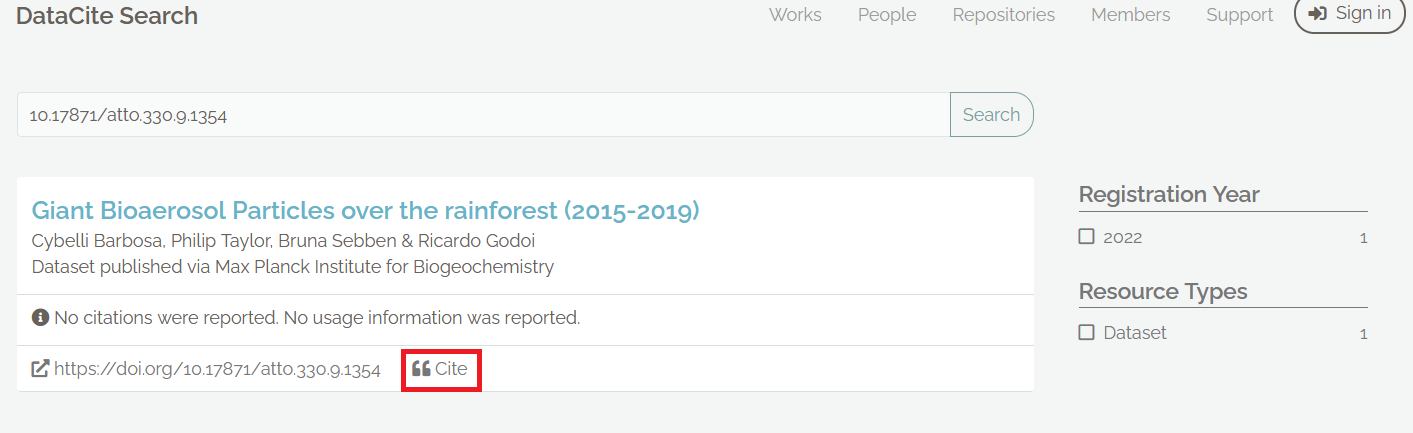 DataCite Search
Works People Repositories Members Support Sign in
10.17871/atto.330.9.1354 Search
Giant Bioaerosol Particles over the rainforest (2015-2019)
Cybelli Barbosa, Philip Taylor, Bruna Sebben & Ricardo Godoi
Dataset published via Max Planck Institute for Biogeochemistry
No citations were reported. No usage information was reported.
https://doi.org/10.17871/atto.330.9.1354 Cite
Registration Year
2022 1
Resource Types
Dataset 1